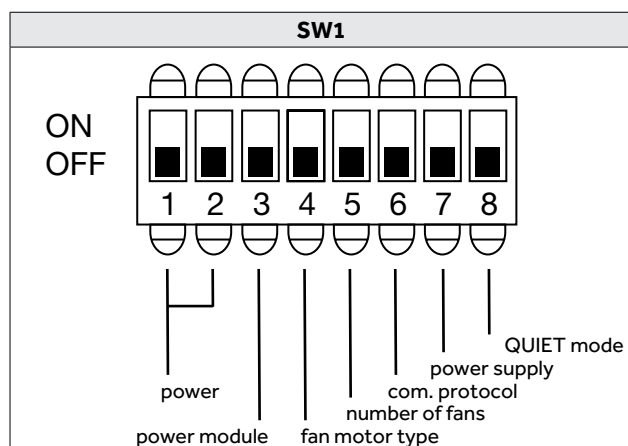 SW1
ON
OFF
1 2 3 4 5 6 7 8
QUIET mode
power supply
power com. protocol
number of fans
power module fan motor type